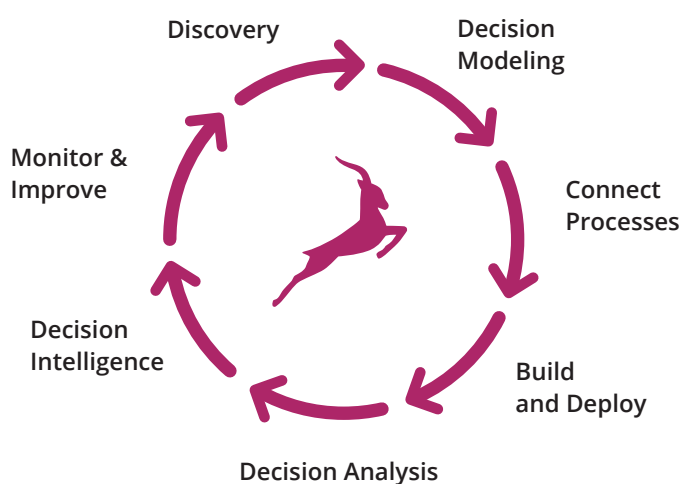 Discovery
Decision
Modeling
Connect
Processes
Build
and Deploy
Decision Analysis
Decision
Intelligence
Monitor &
Improve